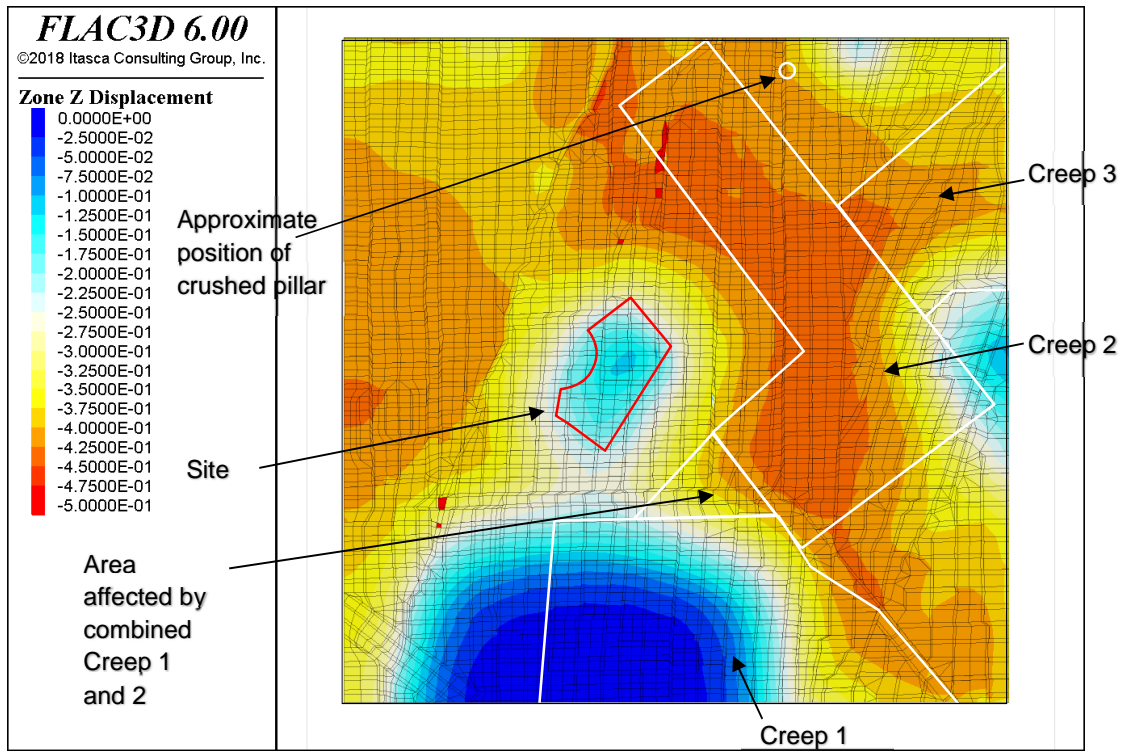 FLAC3D 6.00
©2018 Itasca Consulting Group, Inc.
Zone Z Displacement
0.0000E+00
-2.5000E-02
-5.0000E-02
-7.5000E-02
-1.0000E-01
-1.2500E-01
-1.5000E-01
-1.7500E-01
-2.0000E-01
-2.2500E-01
-2.5000E-01
-2.7500E-01
-3.0000E-01
-3.2500E-01
-3.5000E-01
-3.7500E-01
-4.0000E-01
-4.2500E-01
-4.5000E-01
-4.7500E-01
-5.0000E-01
Approximate
position of
crushed pillar
Site
Area
affected by
combined
Creep 1
and 2
Creep 3
Creep 2
Creep 1